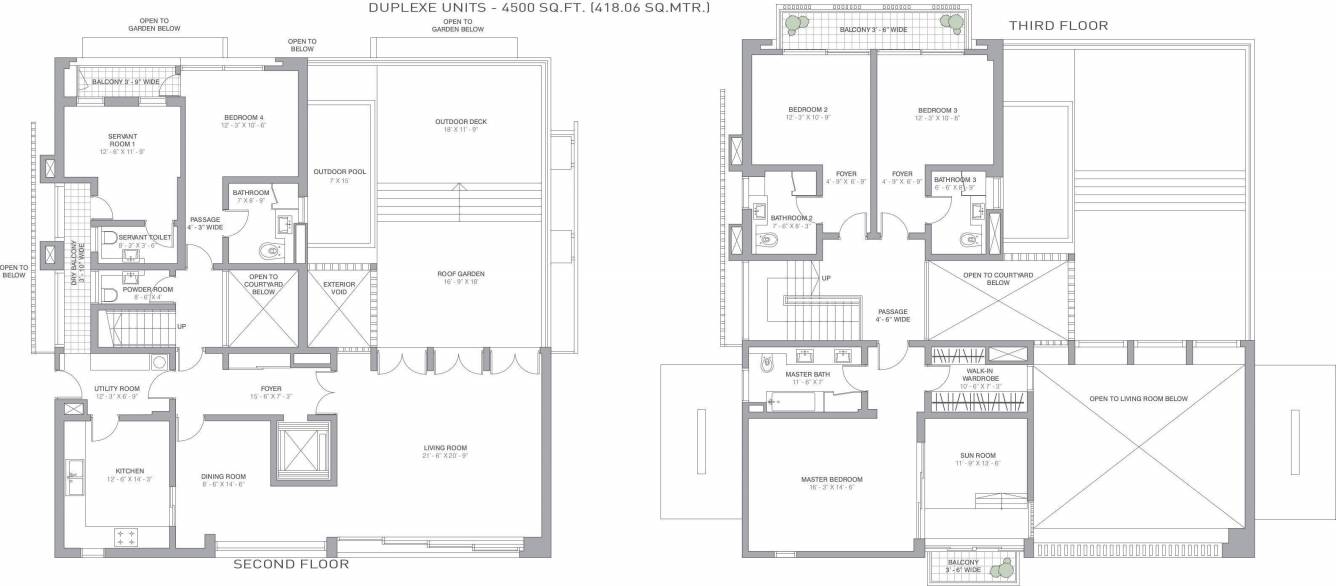 DUPLEXE UNITS - 4500 SQ.FT. (418.06 SQ.MTR.)
OPEN TO
GARDEN BELOW
OPEN TO
BELOW
OPEN TO
GARDEN BELOW
BALCONY 3' - 9" WIDE
BEDROOM 4
12' - 3" X 10' - 6"
SERVANT
ROOM 1
12' - 6" X 11' - 9"
OUTDOOR DECK
18' X 11' - 9"
OUTDOOR POOL
7' X 15'
BATHROOM
7" X 8' - 9"
PASSAGE
4' - 3" WIDE
SERVANT TOILET
8' - 2" X 3' - 6"
DRY BALCONY
3' - 10" WIDE
OPEN TO
BELOW
POWDER ROOM
8' - 6" X 4'
OPEN TO
COURTYARD
BELOW
EXTERIOR
VOID
ROOF GARDEN
16' - 9" X 18'
UP
UTILITY ROOM
12' - 3" X 6' - 9"
FOYER
15' - 6" X 7' - 3"
KITCHEN
12' - 6" X 14' - 3"
DINING ROOM
8' - 6" X 14' - 6"
LIVING ROOM
21' - 6" X 20' - 9"
SECOND FLOOR
THIRD FLOOR
BALCONY 3' - 6" WIDE
BEDROOM 2
12' - 3" X 10' - 9"
BEDROOM 3
12' - 3" X 10' - 8"
FOYER
4' - 9" X 6' - 9"
FOYER
4' - 9" X 6' - 9"
BATHROOM 3
6' - 6" X 8' - 9"
BATHROOM 2
7' - 6" X 8' - 3"
UP
OPEN TO COURTYARD
BELOW
PASSAGE
4' - 6" WIDE
MASTER BATH
11' - 6" X 7'
WALK-IN
WARDROBE
10' - 6" X 7' - 3"
OPEN TO LIVING ROOM BELOW
SUN ROOM
11' - 9" X 13' - 6"
MASTER BEDROOM
16' - 3" X 14' - 6"
BALCONY
3' - 6" WIDE